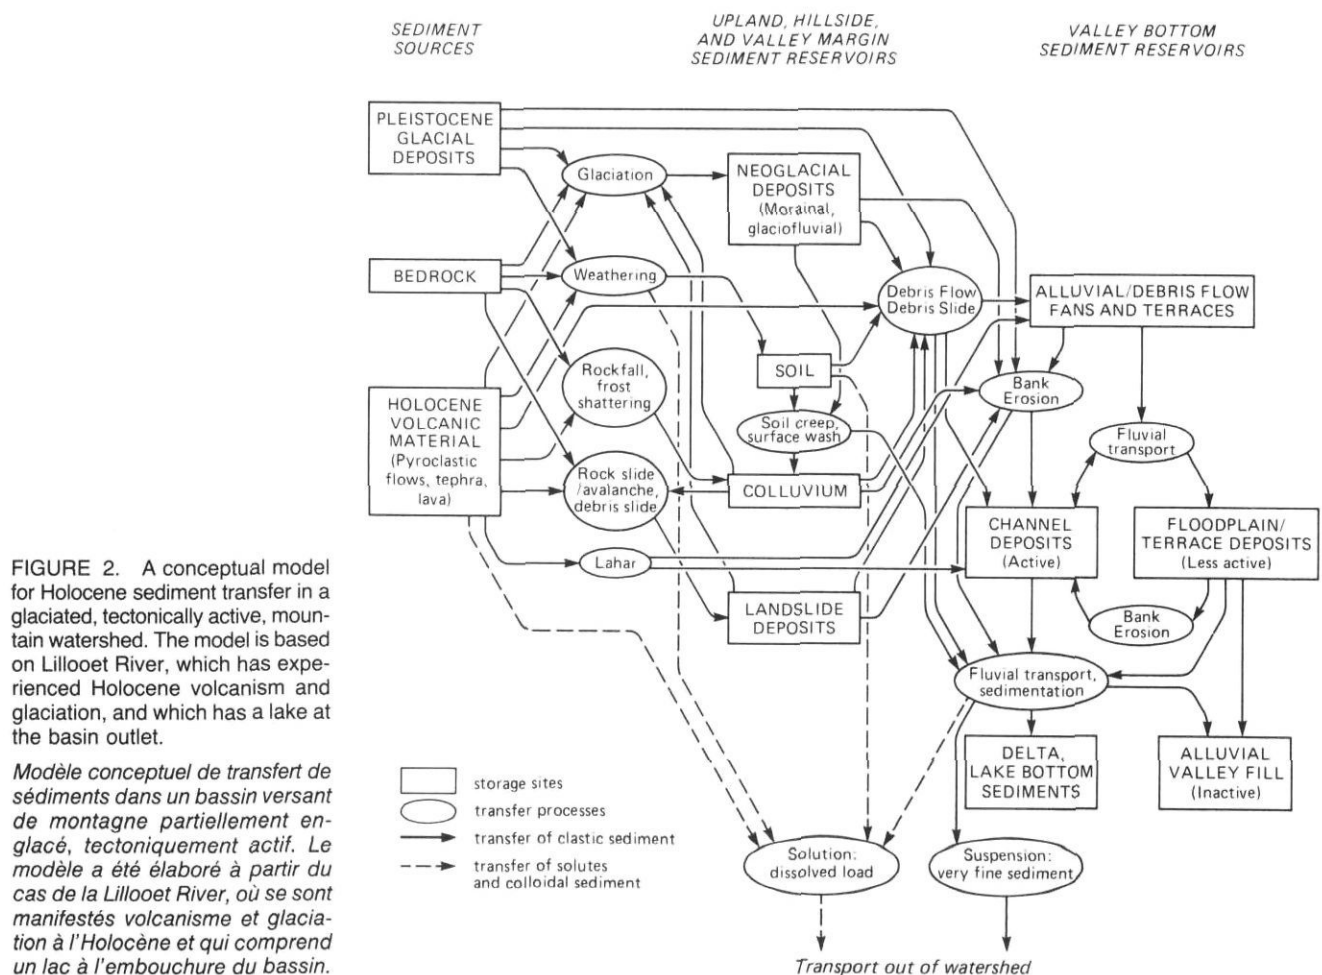 SEDIMENT
SOURCES
UPLAND, HILLSIDE,
AND VALLEY MARGIN
SEDIMENT RESERVOIRS
VALLEY BOTTOM
SEDIMENT RESERVOIRS
PLEISTOCENE
GLACIAL
DEPOSITS
Glaciation
NEOGLACIAL
DEPOSITS
(Morainal,
glaciofluvial)
BEDROCK
Weathering
Debris Flow
Debris Slide
ALLUVIAL/DEBRIS FLOW
FANS AND TERRACES
Rockfall,
frost
shattering
SOIL
Bank
Erosion
HOLOCENE
VOLCANIC
MATERIAL
(Pyroclastic
flows, tephra,
lava)
Soil creep,
surface wash
Fluvial
transport
Rock slide
/avalanche,
debris slide
COLLUVIUM
CHANNEL
DEPOSITS
(Active)
FLOODPLAIN/
TERRACE DEPOSITS
(Less active)
Lahar
LANDSLIDE
DEPOSITS
Bank
Erosion
Fluvial transport,
sedimentation
DELTA,
LAKE BOTTOM
SEDIMENTS
ALLUVIAL
VALLEY FILL
(Inactive)
storage sites
transfer processes
transfer of clastic sediment
transfer of solutes
and colloidal sediment
Solution:
dissolved load
Suspension:
very fine sediment
Transport out of watershed
FIGURE 2. A conceptual model
for Holocene sediment transfer in a
glaciated, tectonically active, moun-
tain watershed. The model is based
on Lillooet River, which has expe-
rienced Holocene volcanism and
glaciation, and which has a lake at
the basin outlet.
Modèle conceptuel de transfert de
sédiments dans un bassin versant
de montagne partiellement en-
glacé, tectoniquement actif. Le
modèle a été élaboré à partir du
cas de la Lillooet River, où se sont
manifestés volcanisme et glacia-
tion à l'Holocène et qui comprend
un lac à l'embouchure du bassin.